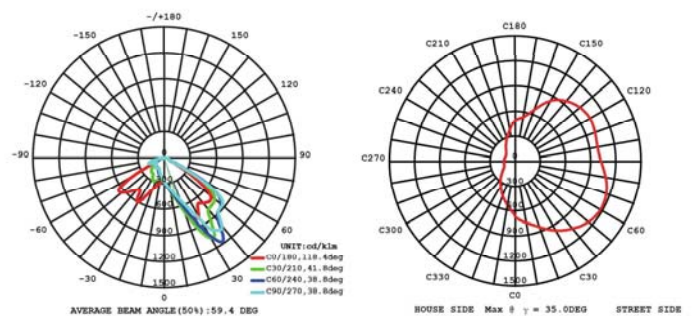 -/+180
-150
150
-120
120
-90
90
-60
60
-30
30
0
0
300
600
900
1200
1500
UNIT:cd/klm
C0/180,118.4deg
C30/210,41.8deg
C60/240,38.8deg
C90/270,38.8deg
AVERAGE BEAM ANGLE(50%):59.4 DEG
C180
C210
C150
C240
C120
C270
C300
C60
C330
C30
C0
0
300
600
900
1200
1500
HOUSE SIDE Max @ γ = 35.0DEG STREET SIDE